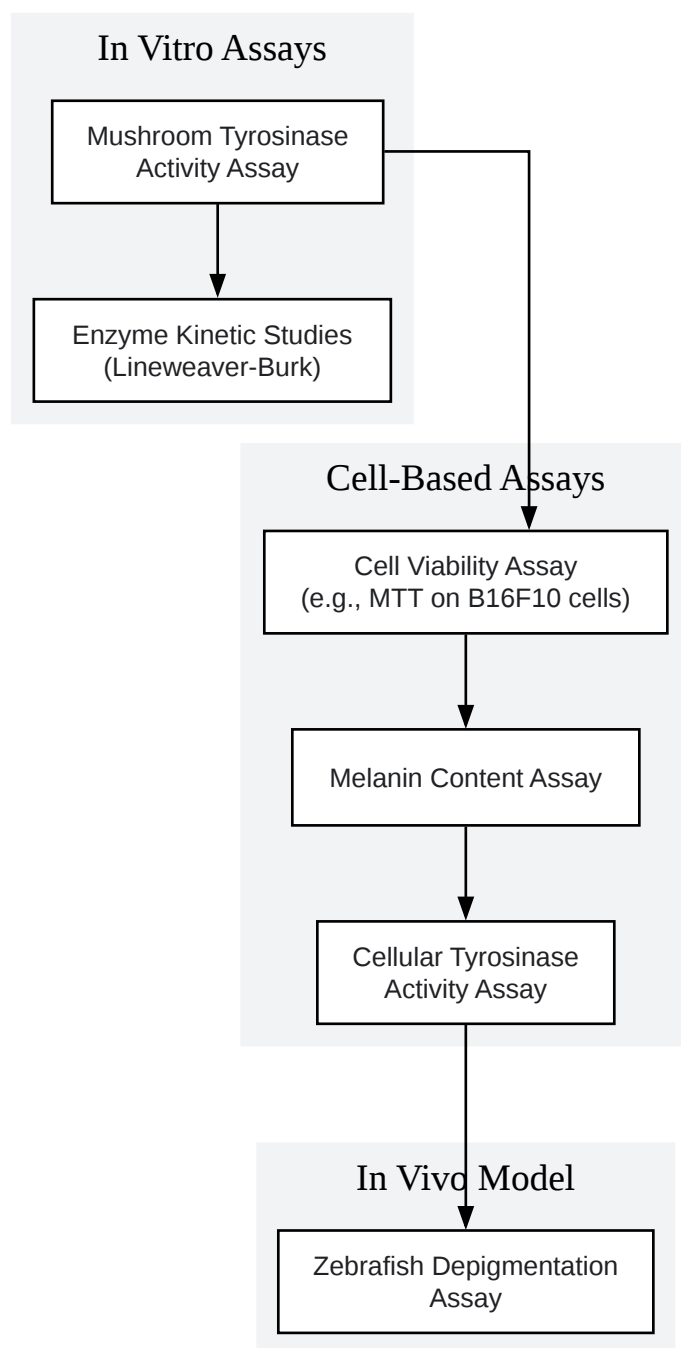 In Vitro Assays
Mushroom Tyrosinase
Activity Assay
Enzyme Kinetic Studies
(Lineweaver-Burk)
Cell-Based Assays
Cell Viability Assay
(e.g., MTT on B16F10 cells)
Melanin Content Assay
Cellular Tyrosinase
Activity Assay
In Vivo Model
Zebrafish Depigmentation
Assay